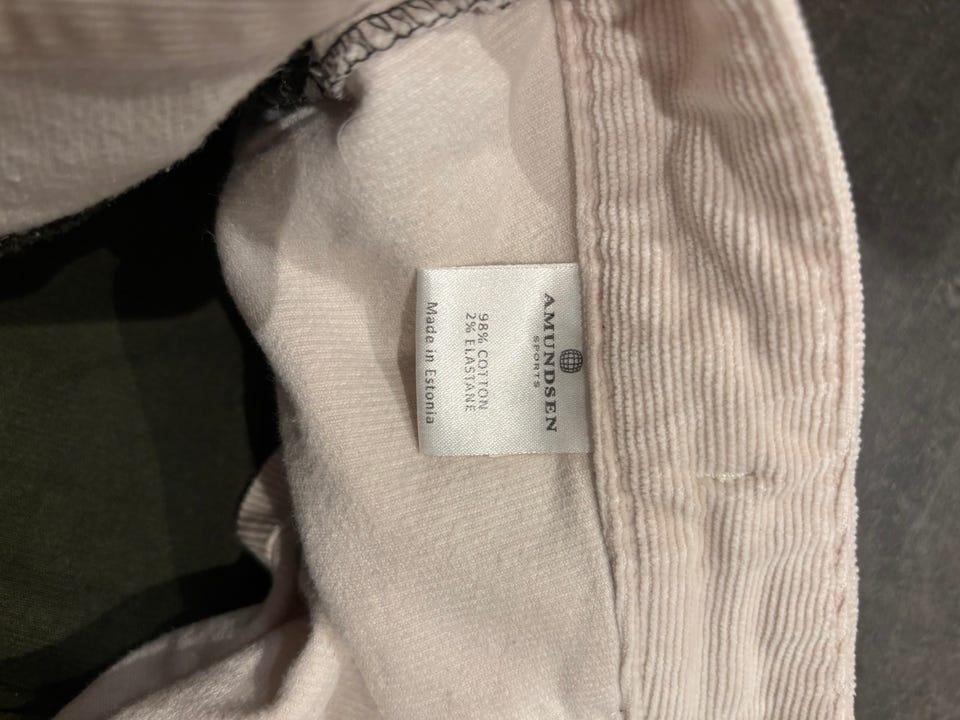 AMUNDSEN
SPORTS
98% COTTON
2% ELASTANE
Made in Estonia